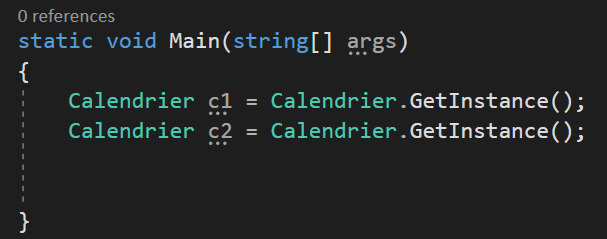 0 references
static void Main(string[] args)
{
Calendrier c1 = Calendrier.GetInstance();
Calendrier c2 = Calendrier.GetInstance();
}